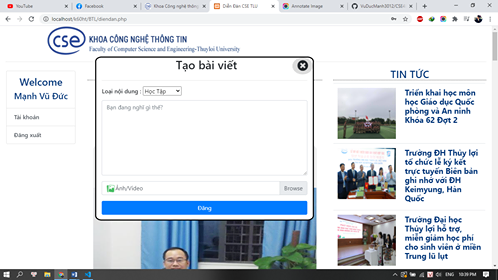 YouTube
Facebook
Khoa Công nghệ thông
Diễn Đàn CSE TLU
Annotate Image
VuDucManh3012/CSE
localhost/k60ht/BTL/diendan.php
cse
KHOA CÔNG NGHỆ THÔNG TIN
Faculty of Computer Science and Engineering-Thuyloi University
Welcome
Mạnh Vũ Đức
Tài khoản
Đăng xuất
Tạo bài viết
Loại nội dung :
Học Tập
Bạn đang nghĩ gì thế?
Ảnh/Video
Browse
Đăng
TIN TỨC
Triển khai học môn
học Giáo dục Quốc
phòng và An ninh
Khóa 62 Đợt 2
Trường ĐH Thủy lợi
tổ chức lễ ký kết
trực tuyến Biên bản
ghi nhớ với ĐH
Keimyung, Hàn
Quốc
Trường Đại học
Thủy lợi hỗ trợ,
miễn giảm học phí
cho sinh viên ở miền
Trung lũ lụt
ENG
10:39 PM